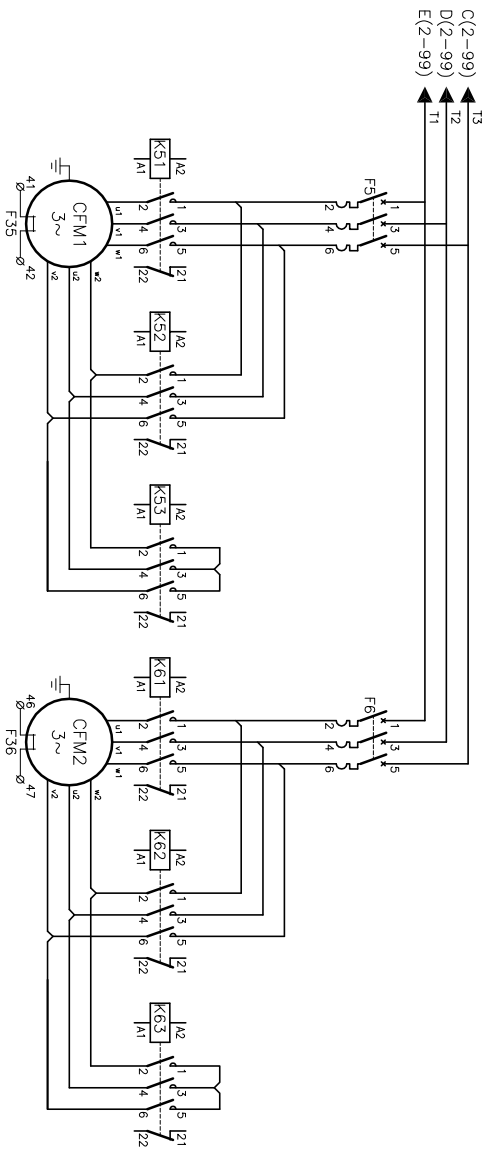 C(2-99) T3
D(2-99) T2
E(2-99) T1
1 3 5
F5
2 4 6
1 3 5
F6
2 4 6
A2 1 3 5 21
K51
A1 2 4 6 22
A2 1 3 5 21
K52
A1 2 4 6 22
A2 1 3 5 21
K53
A1 2 4 6 22
A2 1 3 5 21
K61
A1 2 4 6 22
A2 1 3 5 21
K62
A1 2 4 6 22
A2 1 3 5 21
K63
A1 2 4 6 22
u1 v1 w1
CFM1
3~
w2
u2
v2
41 F35 42
u1 v1 w1
CFM2
3~
w2
u2
v2
46 F36 47